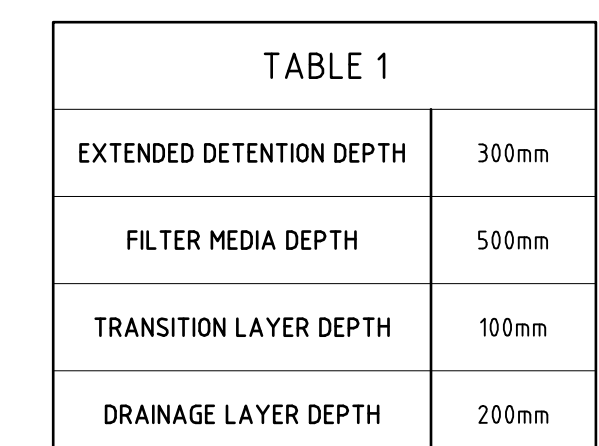 TABLE 1
EXTENDED DETENTION DEPTH 300mm
FILTER MEDIA DEPTH 500mm
TRANSITION LAYER DEPTH 100mm
DRAINAGE LAYER DEPTH 200mm